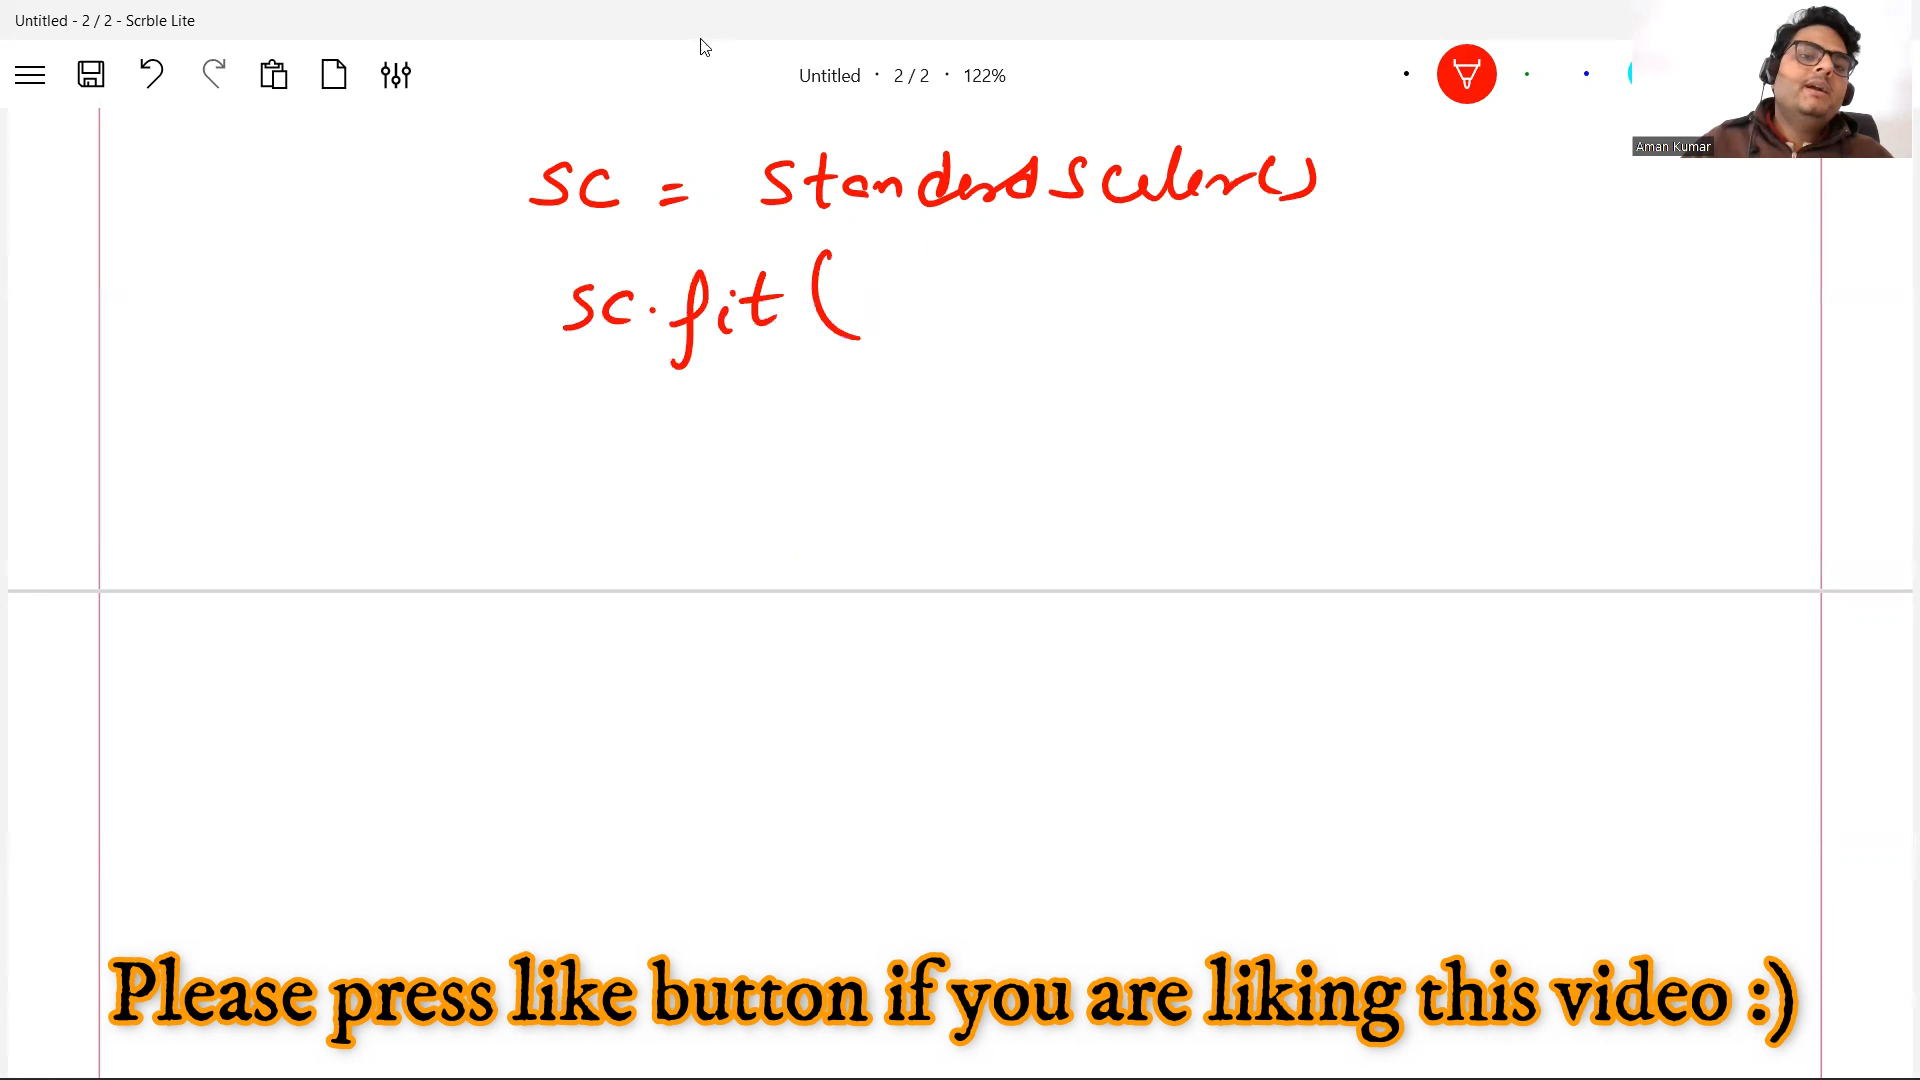 Untitled - 2 / 2 - Scrble Lite
Untitled · 2 / 2 · 122%
Aman Kumar
sc = StandardScaler()
sc.fit (
Please press like button if you are liking this video :)